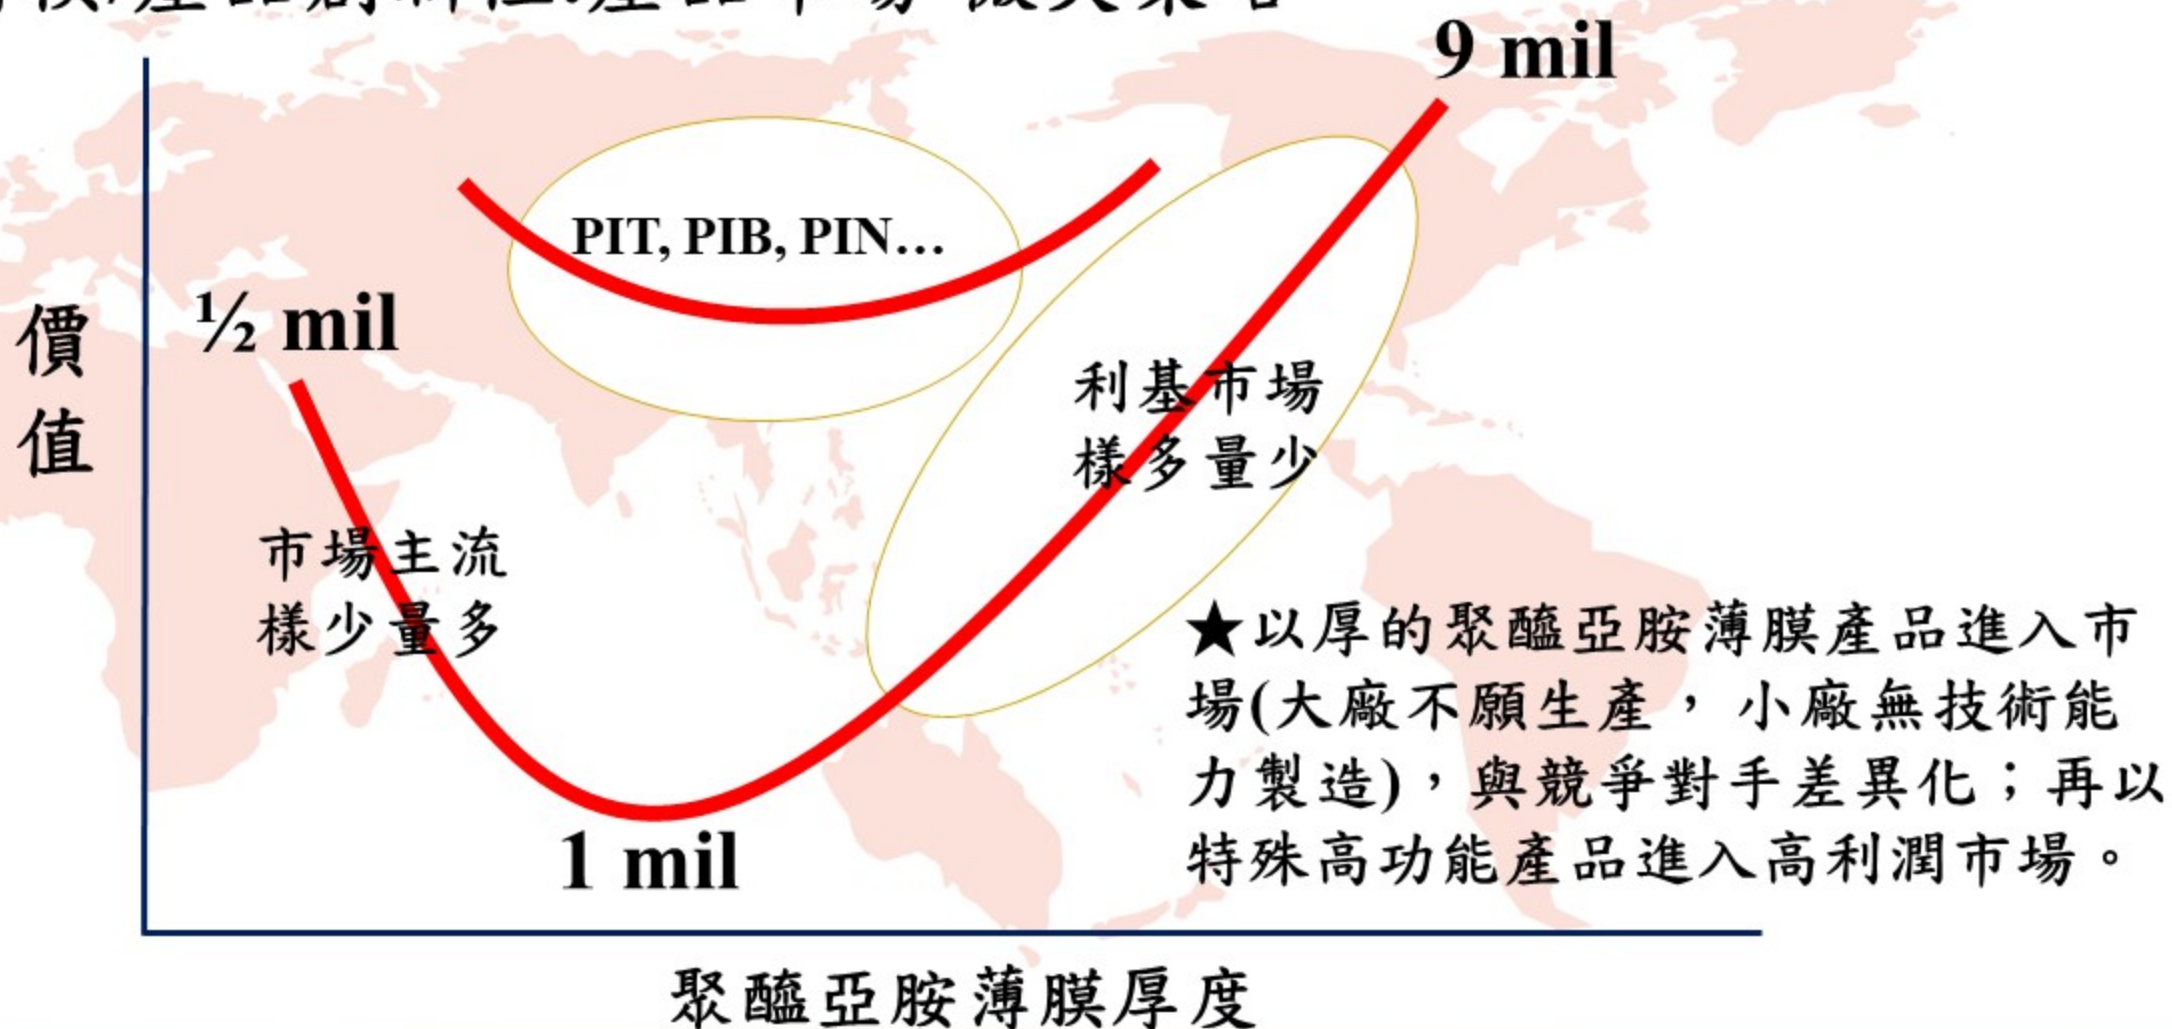 9 mil
PIT, PIB, PIN…
½ mil
價
值
利基市場
樣多量少
市場主流
樣少量多
★以厚的聚醯亞胺薄膜產品進入市
場(大廠不願生產，小廠無技術能
力製造)，與競爭對手差異化；再以
特殊高功能產品進入高利潤市場。
1 mil
聚醯亞胺薄膜厚度